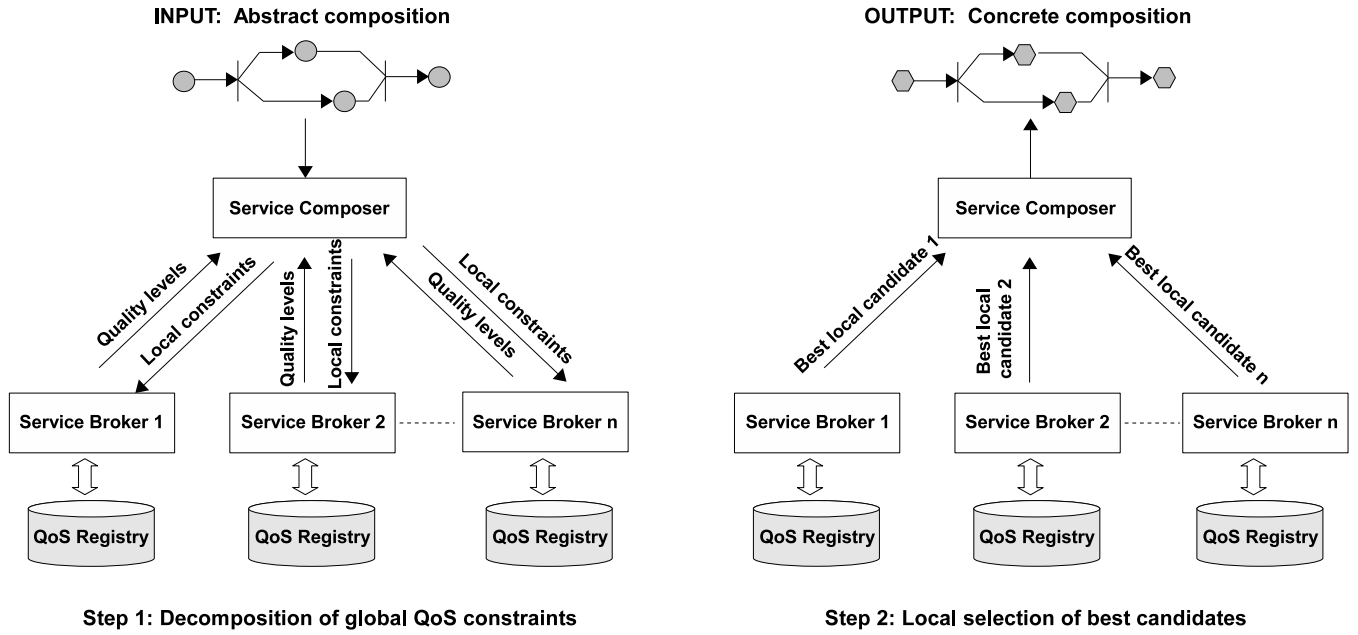 INPUT: Abstract composition
Service Composer
Quality levels
Local constraints
Quality levels
Local constraints
Local constraints
Quality levels
Service Broker 1
Service Broker 2
Service Broker n
QoS Registry
QoS Registry
QoS Registry
Step 1: Decomposition of global QoS constraints
OUTPUT: Concrete composition
Service Composer
Best local candidate 1
Best local
candidate 2
Best local candidate n
Service Broker 1
Service Broker 2
Service Broker n
QoS Registry
QoS Registry
QoS Registry
Step 2: Local selection of best candidates